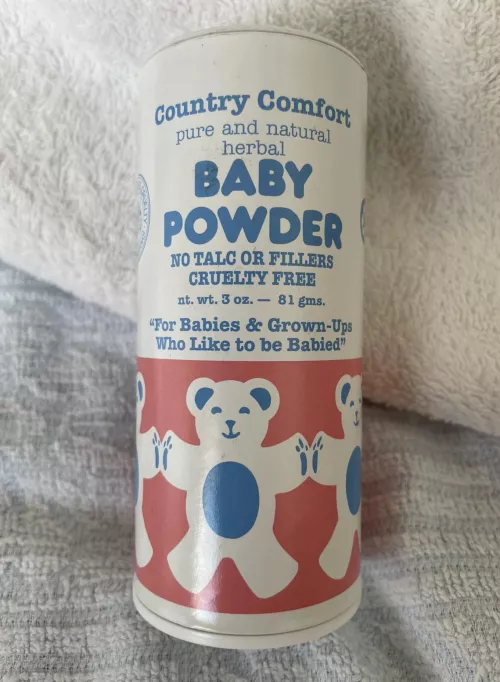 Country Comfort
pure and natural
herbal
BABY
POWDER
NO TALC OR FILLERS
CRUELTY FREE
nt. wt. 3 oz. — 81 gms.
"For Babies & Grown-Ups
Who Like to be Babied"